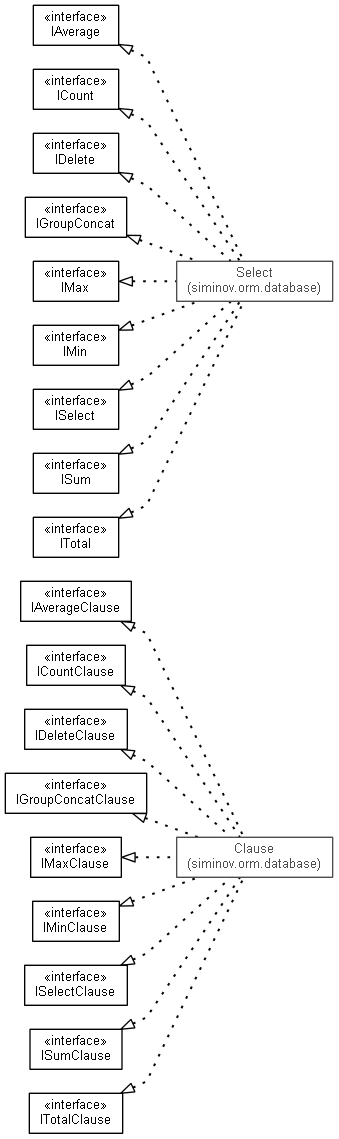 «interface»
IAverage
«interface»
ICount
«interface»
IDelete
«interface»
IGroupConcat
«interface»
IMax
Select
(siminov.orm.database)
«interface»
IMin
«interface»
ISelect
«interface»
ISum
«interface»
ITotal
«interface»
IAverageClause
«interface»
ICountClause
«interface»
IDeleteClause
«interface»
IGroupConcatClause
«interface»
IMaxClause
Clause
(siminov.orm.database)
«interface»
IMinClause
«interface»
ISelectClause
«interface»
ISumClause
«interface»
ITotalClause